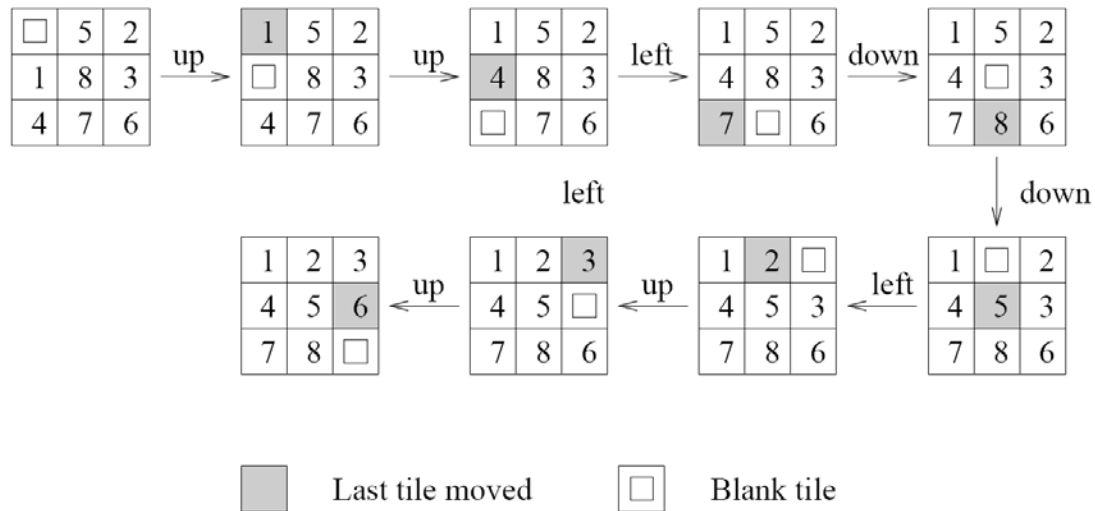 5 2 1 5 2 1 5 2 1 5 2 1 5 2
up up left down
1 8 3 8 3 4 8 3 4 8 3 4 3
4 7 6 4 7 6 7 6 7 6 7 8 6
left down
1 2 3 1 2 3 1 2 1 2
up up left
4 5 6 4 5 4 5 3 4 5 3
7 8 7 8 6 7 8 6 7 8 6
Last tile moved Blank tile